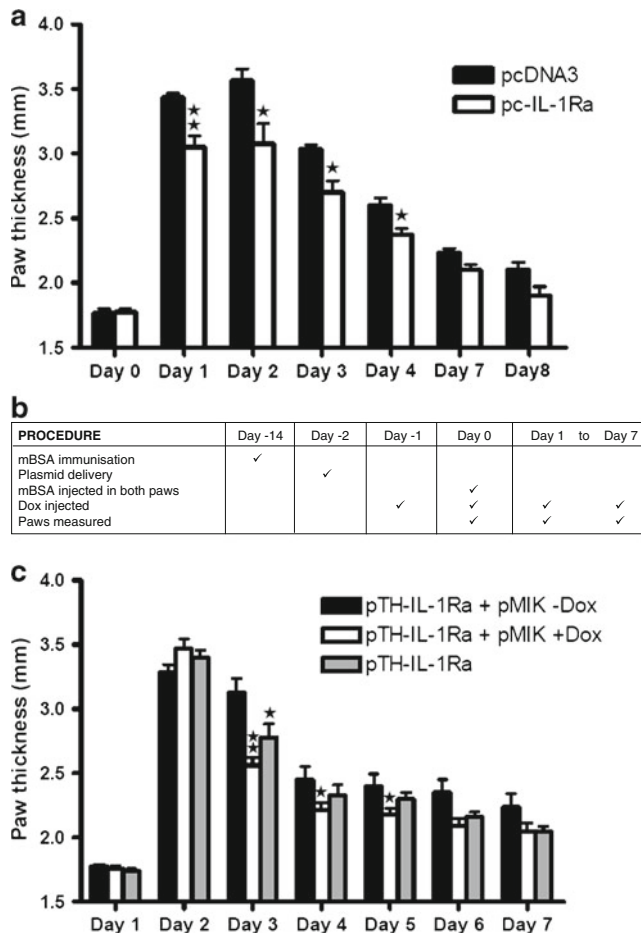 a
4.0
3.5
3.0
2.5
2.0
1.5
Paw thickness (mm)
pcDNA3
pc-IL-1Ra
Day 0 Day 1 Day 2 Day 3 Day 4 Day 7 Day8
b
PROCEDURE Day -14 Day -2 Day -1 Day 0 Day 1 to Day 7
mBSA immunisation ✓
Plasmid delivery ✓
mBSA injected in both paws ✓
Dox injected ✓ ✓ ✓ ✓
Paws measured ✓ ✓ ✓
c
4.0
3.5
3.0
2.5
2.0
1.5
Paw thickness (mm)
pTH-IL-1Ra + pMIK -Dox
pTH-IL-1Ra + pMIK +Dox
pTH-IL-1Ra
Day 1 Day 2 Day 3 Day 4 Day 5 Day 6 Day 7